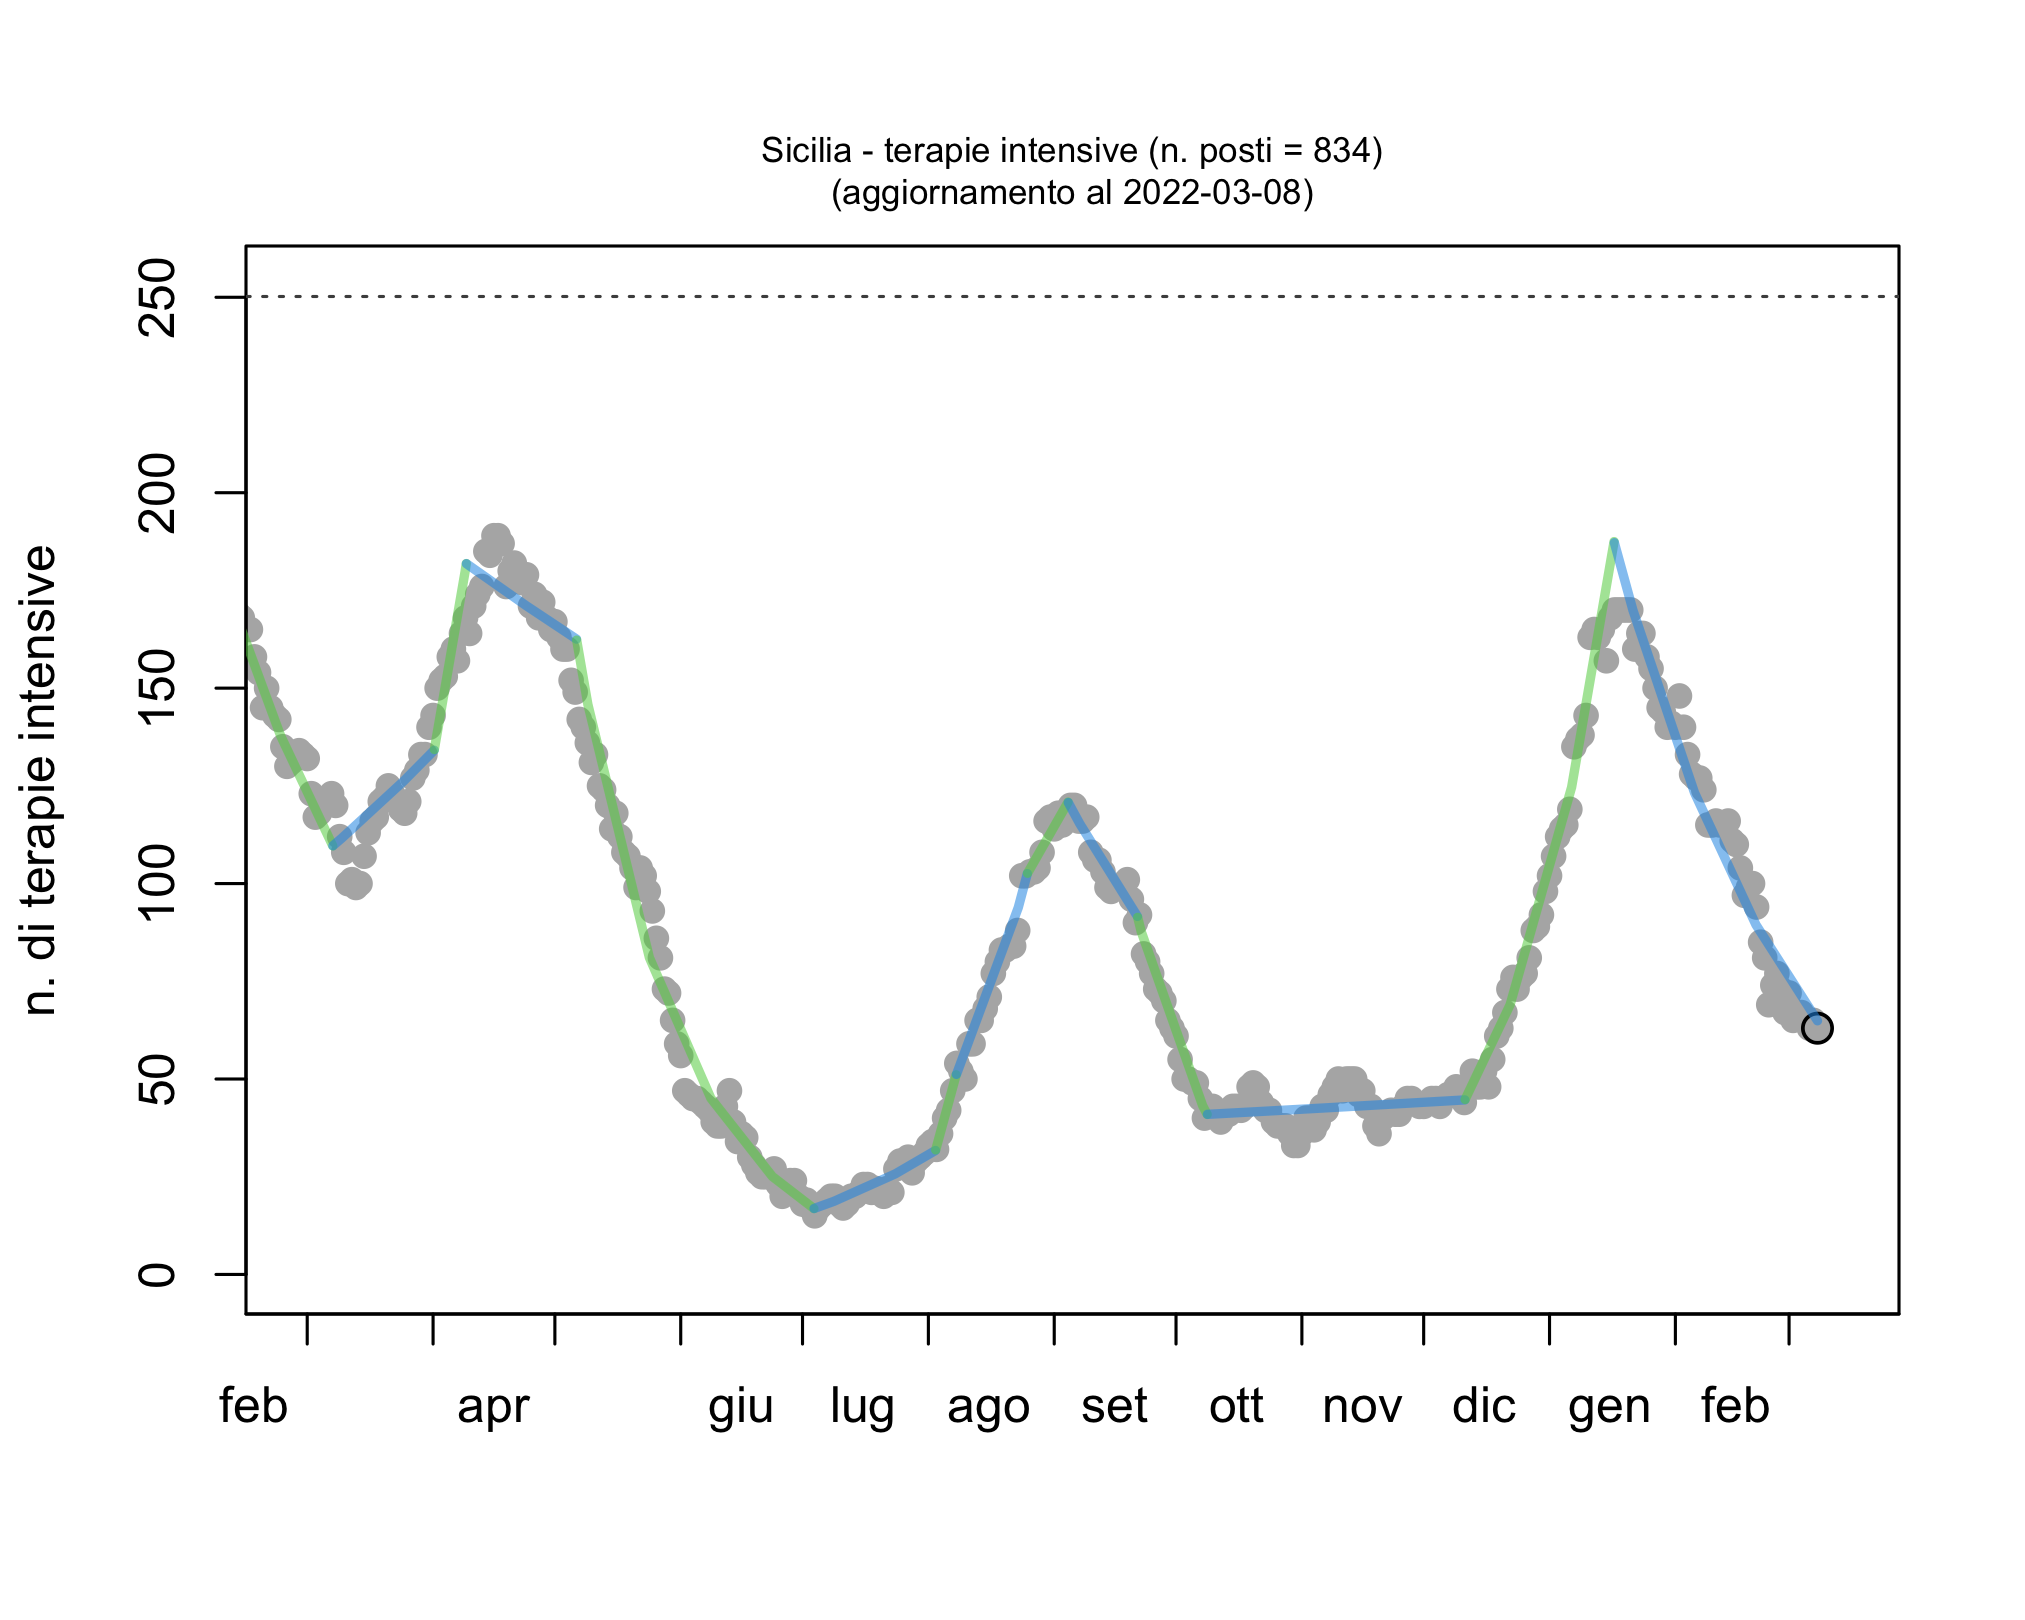 Sicilia - terapie intensive (n. posti = 834)
(aggiornamento al 2022-03-08)
n. di terapie intensive
250
200
150
100
50
0
feb apr giu lug ago set ott nov dic gen feb